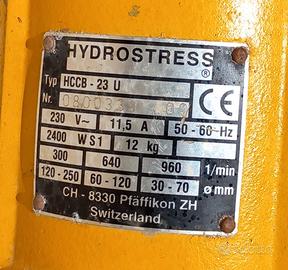 HYDROSTRESS
®
Typ HCCB - 23 U
Nr.
CE
230 V~ 11,5 A 50 - 60 Hz
2400 W S1 12 kg
300 640 960 1/min
120 - 250 60 - 120 30 - 70 ø mm
CH - 8330 Pfäffikon ZH
Switzerland